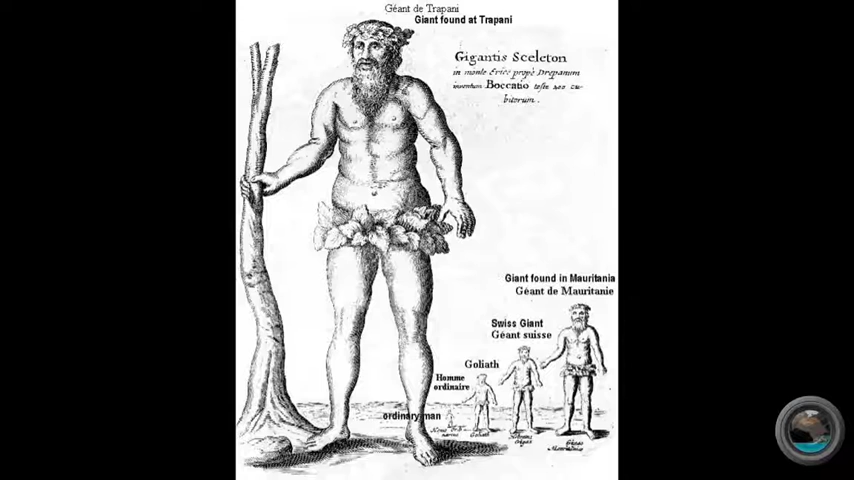 Géant de Trapani
Giant found at Trapani
Gigantis Sceleton
in monte Erice propè Drepanum
inventum Boccatio teste 200 cu-
bitorum.
Giant found in Mauritania
Géant de Mauritanie
Swiss Giant
Géant suisse
Goliath
Homme
ordinaire
ordinary man
Goliath